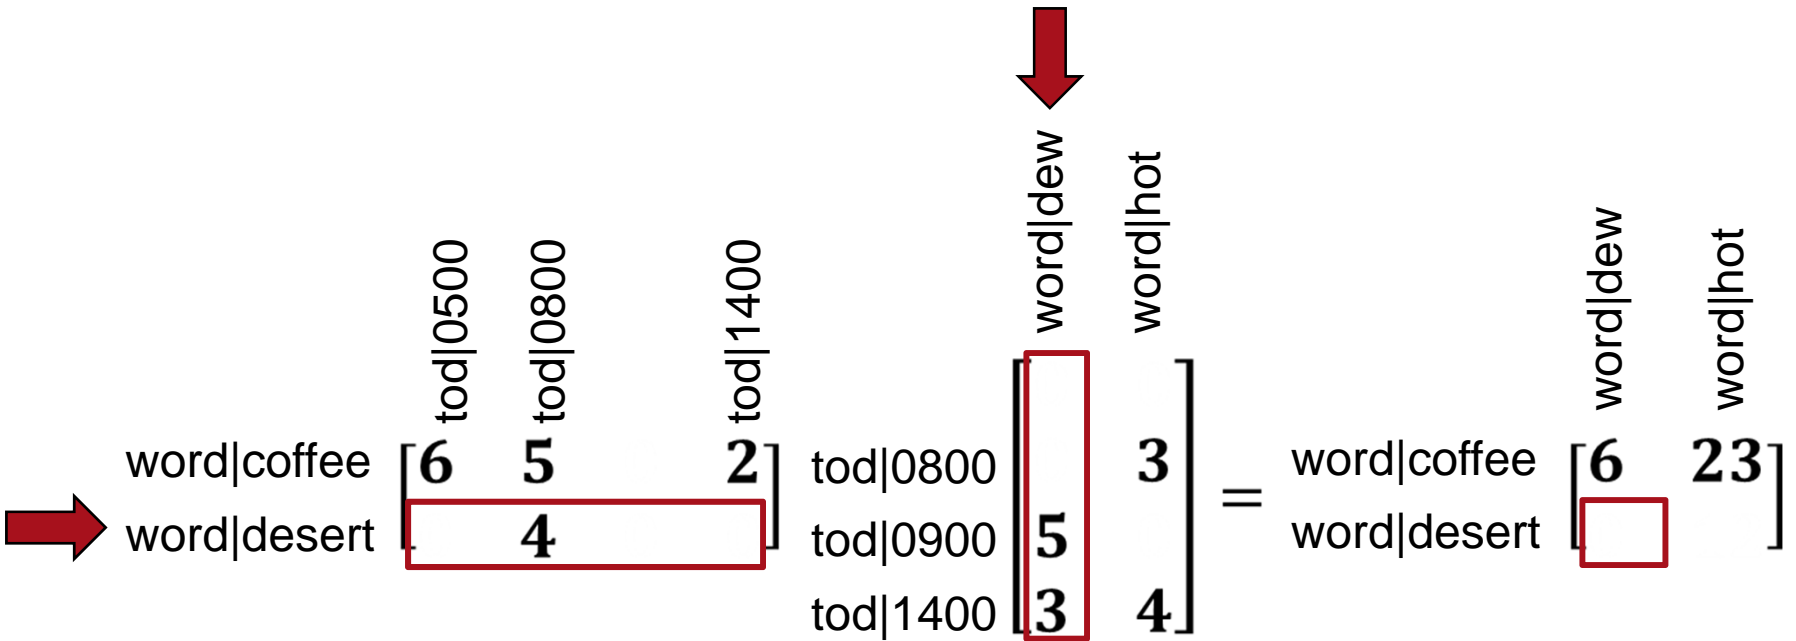 word|dew
word|hot
word|dew
word|hot
tod|0500
tod|0800
tod|1400
word|coffee [6 5 2] tod|0800 3 word|coffee [6 23]
word|desert 4 tod|0900 5 = word|desert
tod|1400 3 4